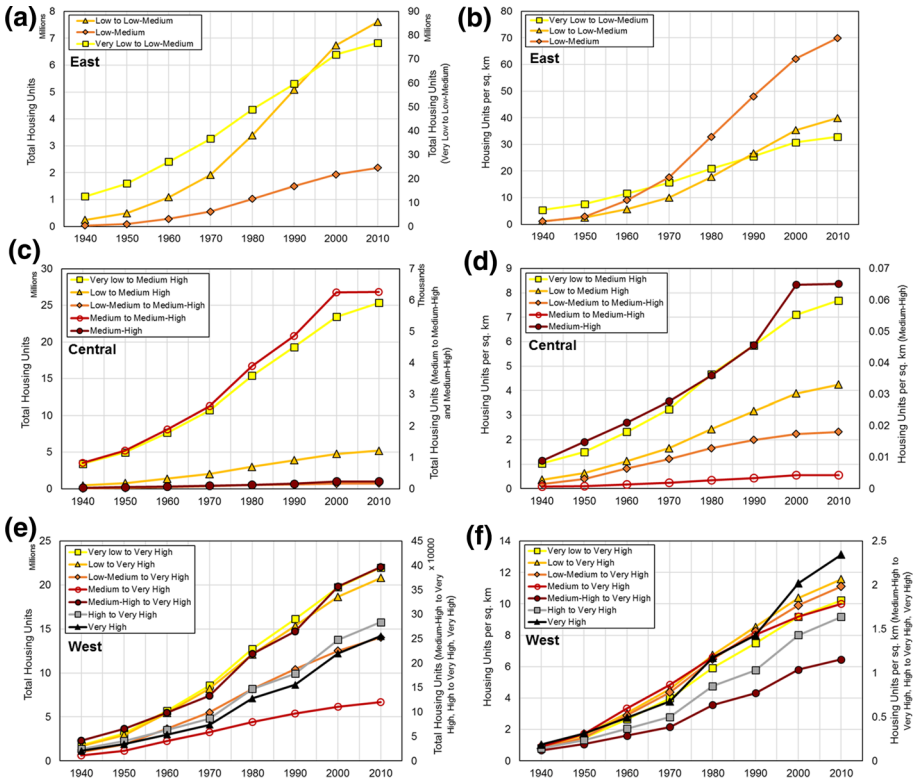 (a)
Millions
8
7
6
5
4
3
2
1
0
Total Housing Units
Low to Low-Medium
Low-Medium
Very Low to Low-Medium
East
90
80
70
60
50
40
30
20
10
0
Millions
Total Housing Units
(Very Low to Low-Medium)
1940 1950 1960 1970 1980 1990 2000 2010
(b)
80
70
60
50
40
30
20
10
0
Housing Units per sq. km
Very Low to Low-Medium
Low to Low-Medium
Low-Medium
East
1940 1950 1960 1970 1980 1990 2000 2010
(c)
Millions
30
25
20
15
10
5
0
Total Housing Units
Very low to Medium High
Low to Medium High
Low-Medium to Medium-High
Medium to Medium-High
Medium-High
Central
7
6
5
4
3
2
1
0
Thousands
Total Housing Units (Medium to Medium-High
and Medium-High)
1940 1950 1960 1970 1980 1990 2000 2010
(d)
9
8
7
6
5
4
3
2
1
0
Housing Units per sq. km
Very low to Medium High
Low to Medium High
Low-Medium to Medium-High
Medium to Medium-High
Medium-High
Central
0.07
0.06
0.05
0.04
0.03
0.02
0.01
0
Housing Units per sq. km (Medium-High)
1940 1950 1960 1970 1980 1990 2000 2010
(e)
Millions
25
20
15
10
5
0
Total Housing Units
Very low to Very High
Low to Very High
Low-Medium to Very High
Medium to Very High
Medium-High to Very High
High to Very High
Very High
West
45
40
35
30
25
20
15
10
5
0
x 10000
Total Housing Units (Medium-High to Very
High, High to Very High, Very High)
1940 1950 1960 1970 1980 1990 2000 2010
(f)
14
12
10
8
6
4
2
0
Housing Units per sq. km
Very low to Very High
Low to Very High
Low-Medium to Very High
Medium to Very High
Medium-High to Very High
High to Very High
Very High
West
2.5
2
1.5
1
0.5
0
Housing Units per sq. km (Medium-High to
Very High, High to Very High, Very High)
1940 1950 1960 1970 1980 1990 2000 2010